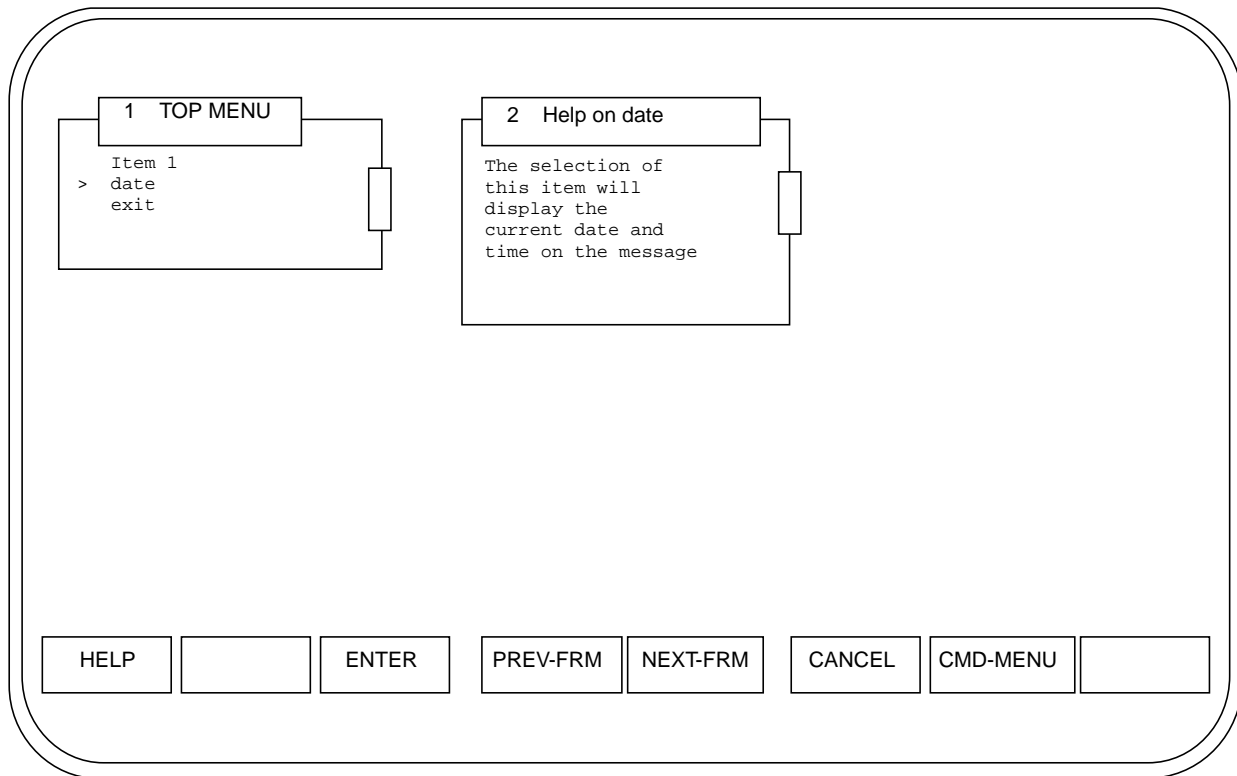 1 TOP MENU
Item 1
> date
exit
2 Help on date
The selection of
this item will
display the
current date and
time on the message
HELP
ENTER
PREV-FRM
NEXT-FRM
CANCEL
CMD-MENU